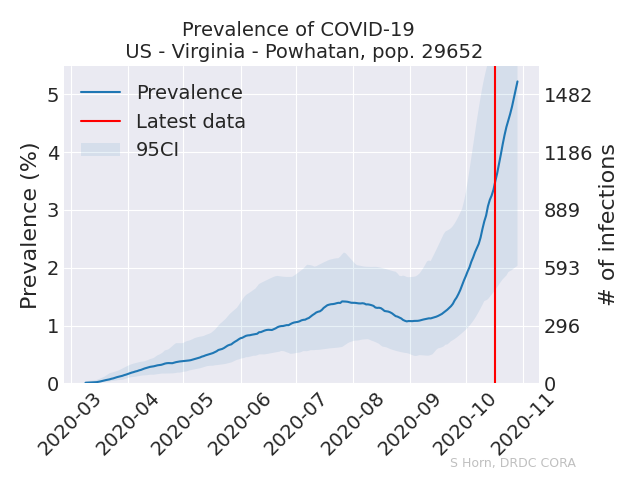 Prevalence of COVID-19
US - Virginia - Powhatan, pop. 29652
Prevalence
Latest data
95CI
Prevalence (%)
5
4
3
2
1
0
1482
1186
889
593
296
0
# of infections
2020-03
2020-04
2020-05
2020-06
2020-07
2020-08
2020-09
2020-10
2020-11
S Horn, DRDC CORA